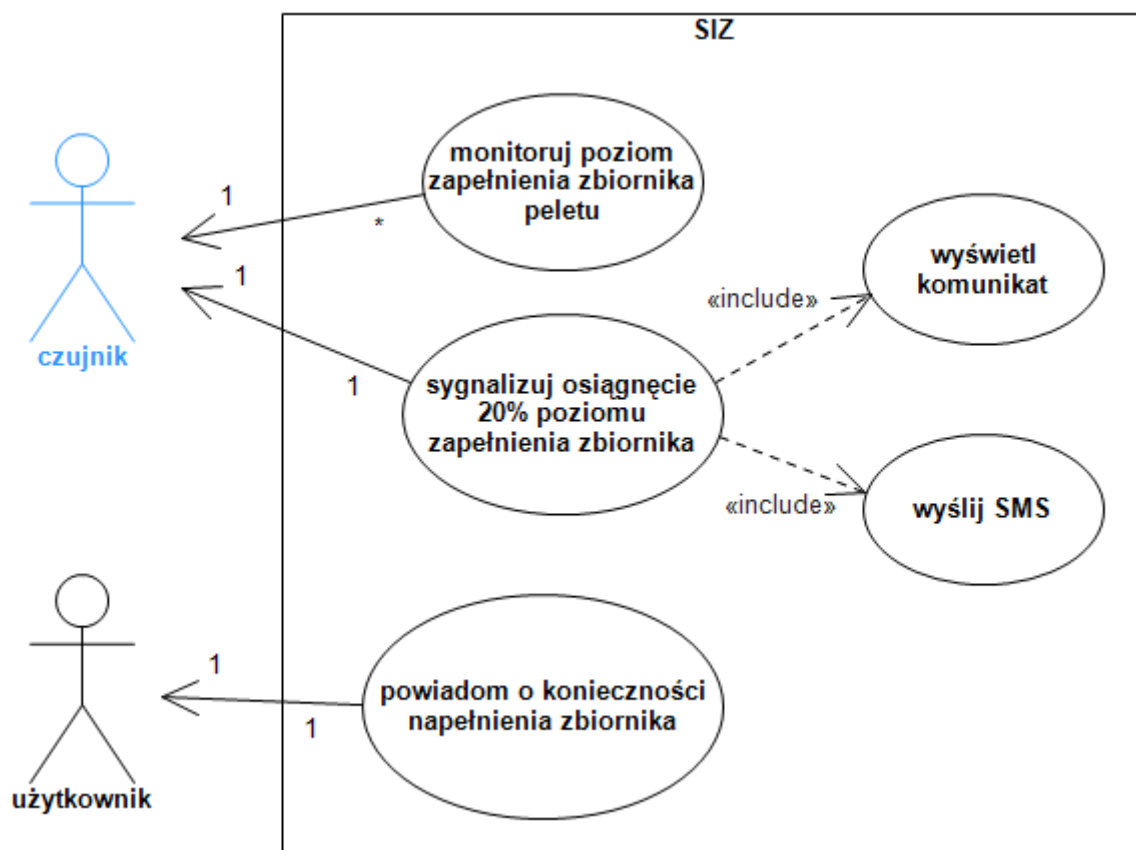 SIZ
monitoruj poziom
zapełnienia zbiornika
peletu
1
*
1
1
czujnik
sygnalizuj osiągnęcie
20% poziomu
zapełnienia zbiornika
«include»
wyświetl
komunikat
«include»
wyślij SMS
1
1
użytkownik
powiadom o konieczności
napełnienia zbiornika